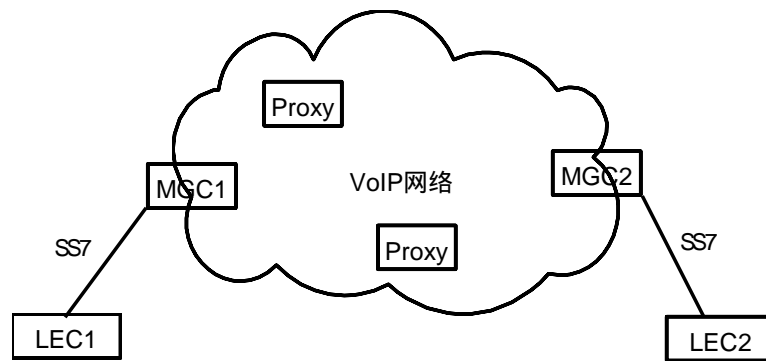 Proxy
MGC1
VoIP网络
MGC2
Proxy
SS7
SS7
LEC1
LEC2